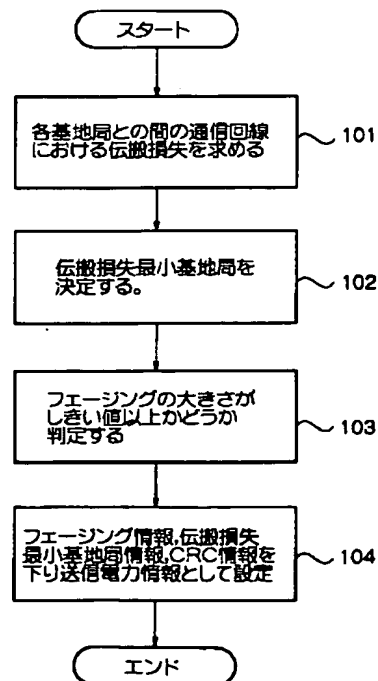 スタート
各基地局との間の通信回線
における伝搬損失を求める
101
伝搬損失最小基地局を
決定する。
102
フェージングの大きさが
しきい値以上かどうか
判定する
103
フェージング情報,伝搬損失
最小基地局情報,CRC情報を
下り送信電力情報として設定
104
エンド